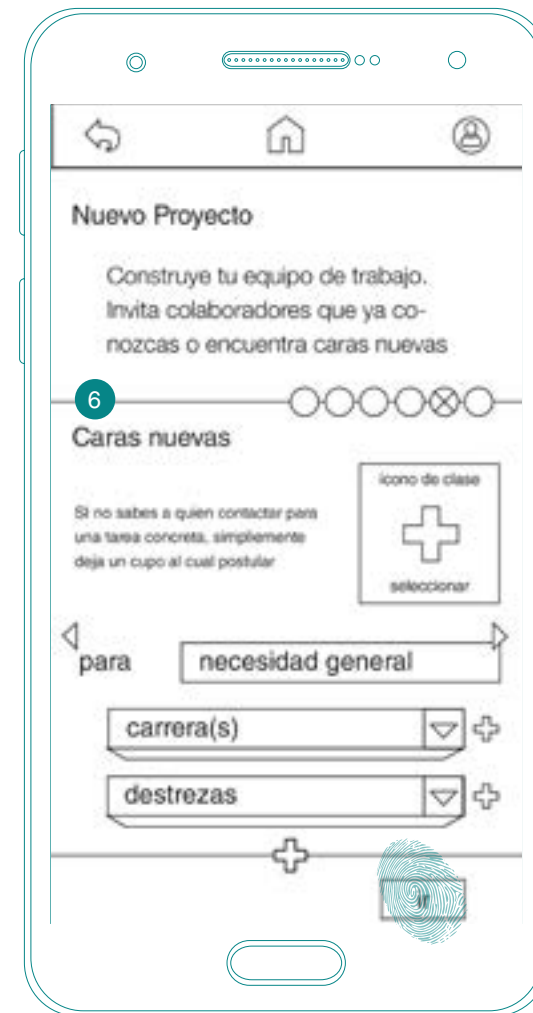 Nuevo Proyecto
Construye tu equipo de trabajo.
Invita colaboradores que ya co-
nozcas o encuentra caras nuevas
6
Caras nuevas
icono de clase
Si no sabes a quien contactar para
una tarea concreta, simplemente
deja un cupo al cual postular
seleccionar
para
necesidad general
carrera(s)
destrezas
ir